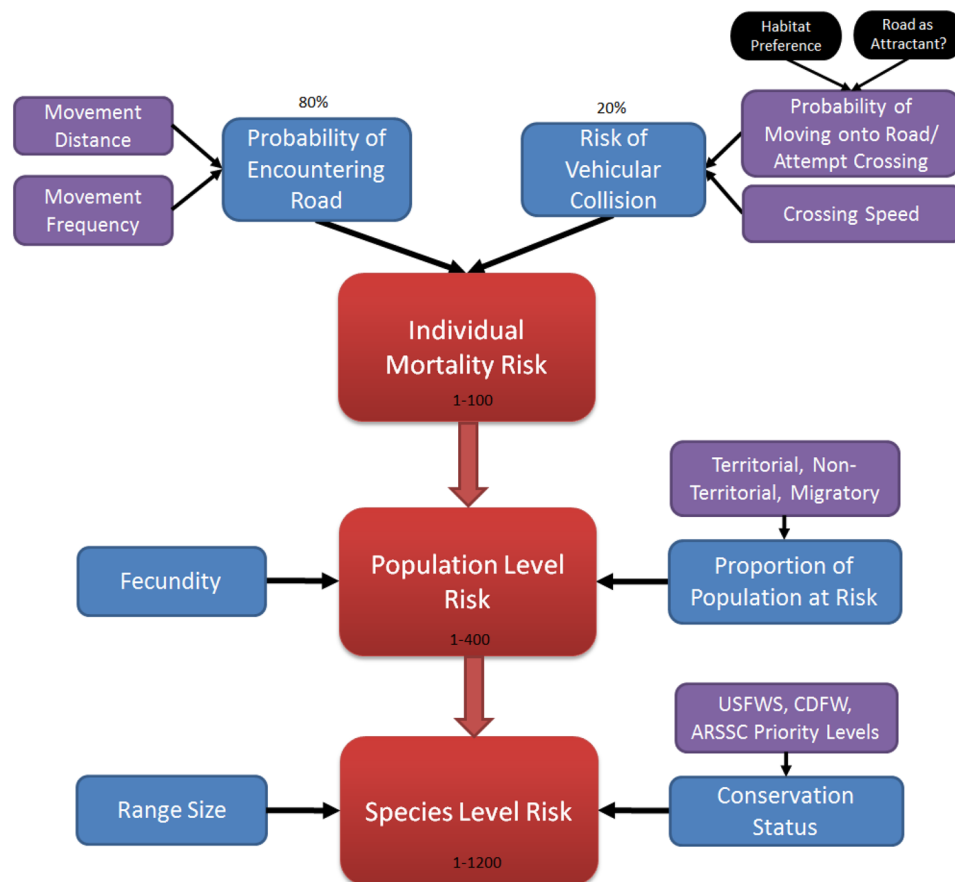 Habitat
Preference
Road as
Attractant?
80%
20%
Movement
Distance
Probability of
Encountering
Road
Risk of
Vehicular
Collision
Probability of
Moving onto Road/
Attempt Crossing
Movement
Frequency
Crossing Speed
Individual
Mortality Risk
1-100
Territorial, Non-
Territorial, Migratory
Fecundity
Population Level
Risk
1-400
Proportion of
Population at Risk
USFWS, CDFW,
ARSSC Priority Levels
Range Size
Species Level Risk
1-1200
Conservation
Status